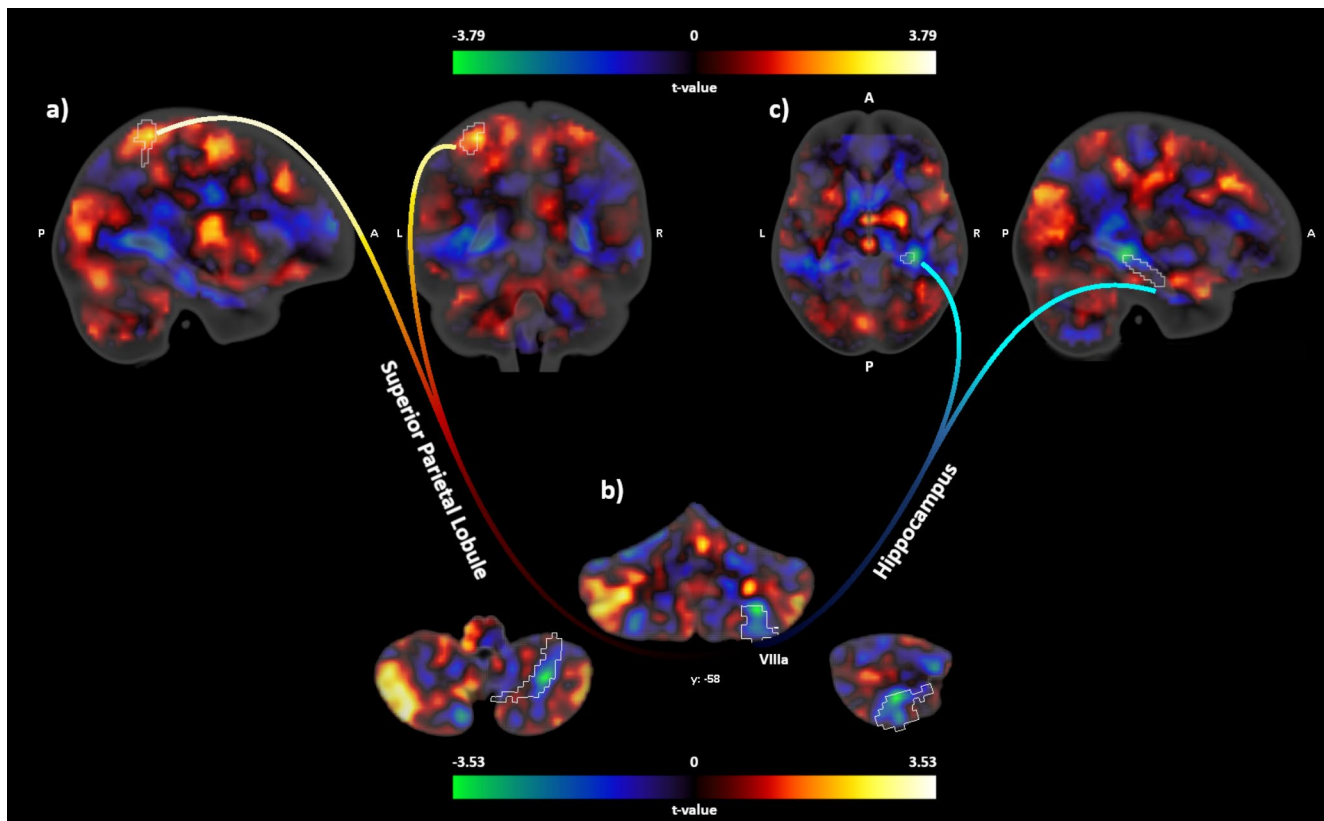 -3.79 0 3.79
t-value
a)
c)
A
P A L R L R P A
P
Superior Parietal Lobule
Hippocampus
b)
VIIIa
y: -58
-3.53 0 3.53
t-value